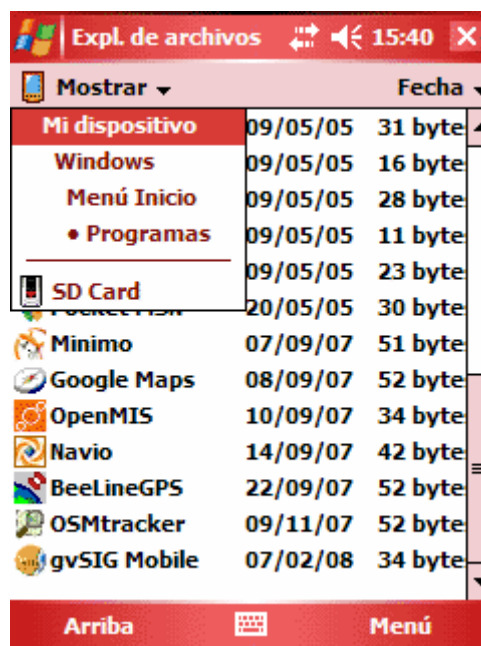 Expl. de archivos 15:40
Mostrar Fecha
Mi dispositivo 09/05/05 31 byte
Windows 09/05/05 16 byte
Menú Inicio 09/05/05 28 byte
• Programas 09/05/05 11 byte
09/05/05 23 byte
SD Card
20/05/05 30 byte
Minimo 07/09/07 51 byte
Google Maps 08/09/07 52 byte
OpenMIS 10/09/07 34 byte
Navio 14/09/07 42 byte
BeeLineGPS 22/09/07 52 byte
OSMtracker 09/11/07 52 byte
gvSIG Mobile 07/02/08 34 byte
Arriba Menú